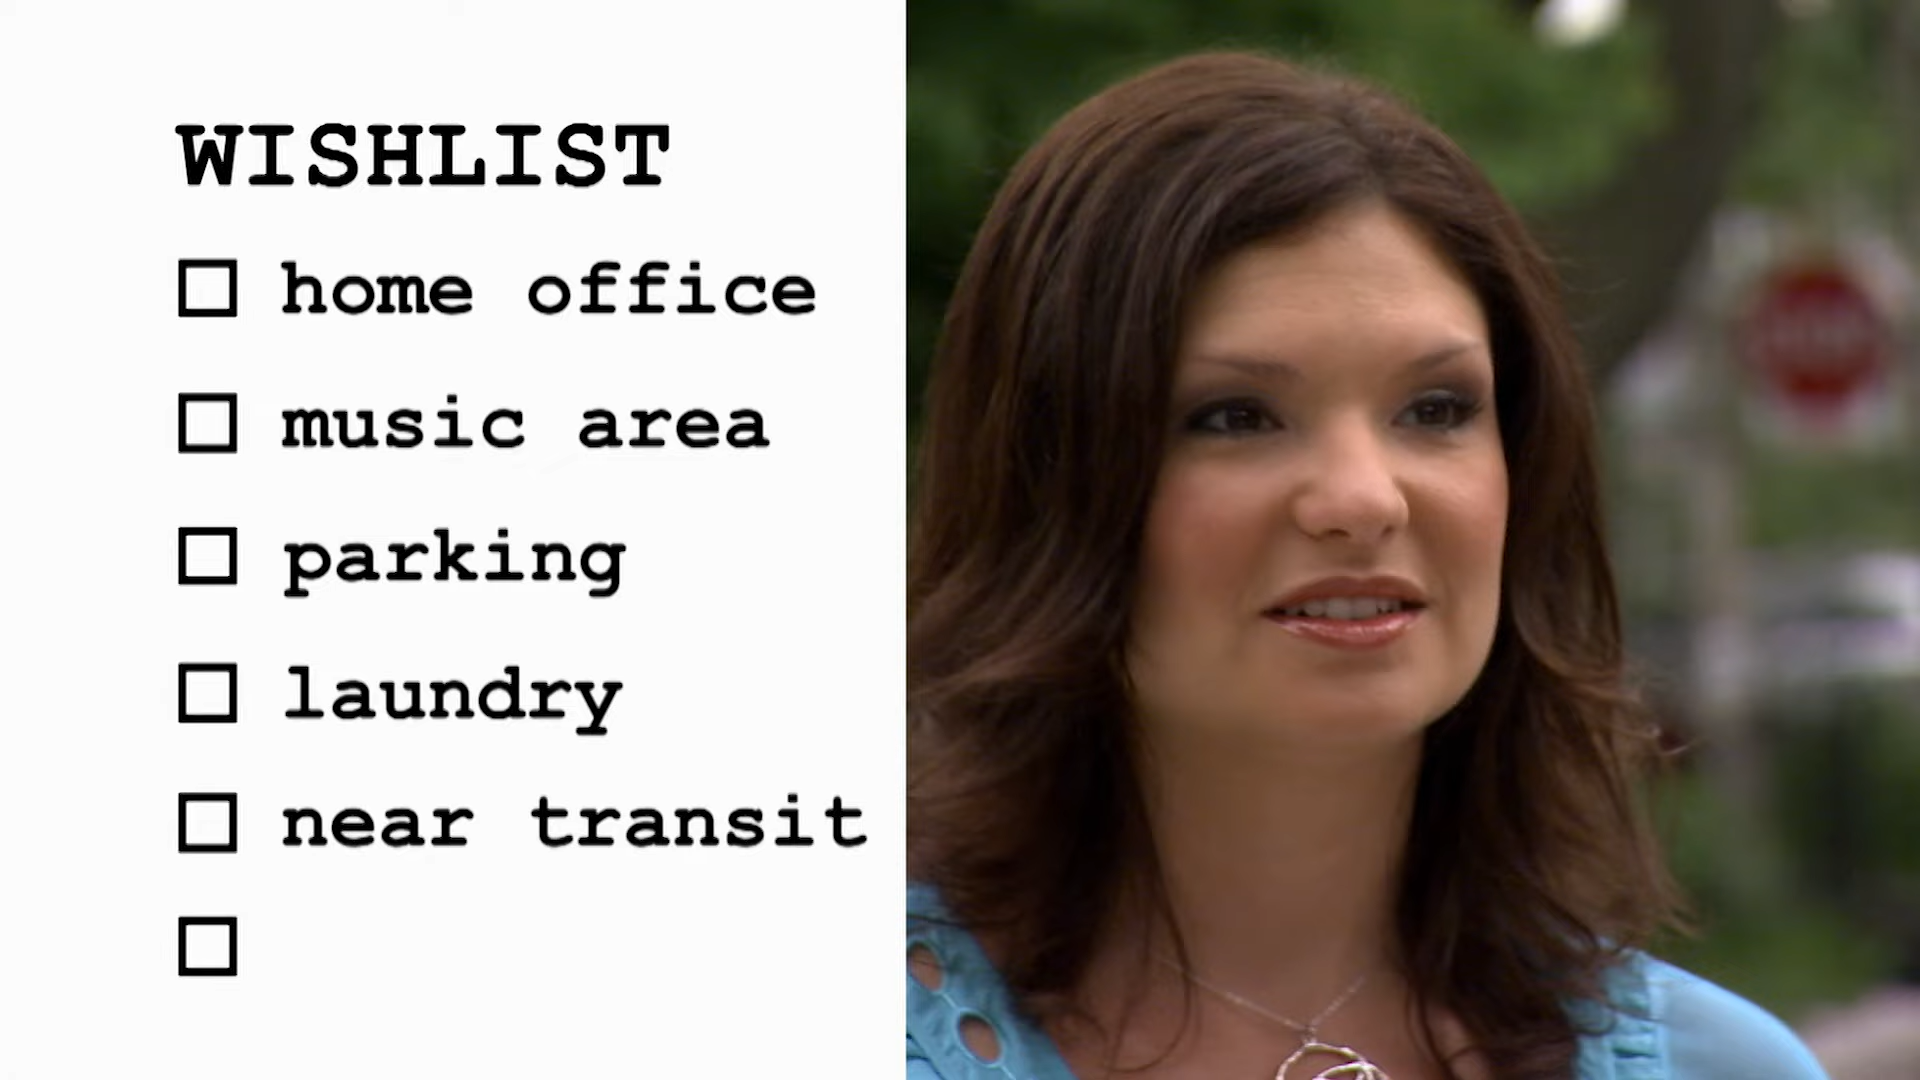 WISHLIST
home office
music area
parking
laundry
near transit